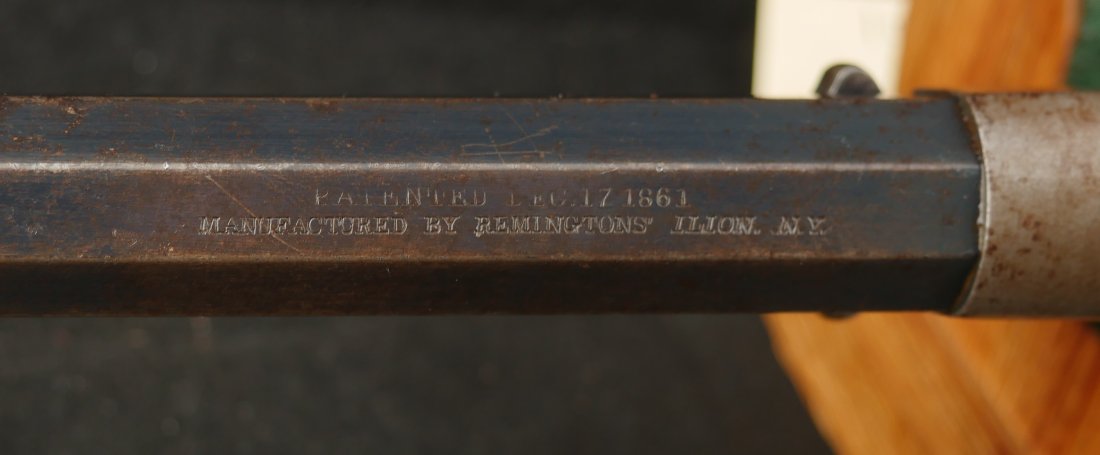 PATENTED DEC. 17 1861
MANUFACTURED BY REMINGTONS' ILION. N.Y.